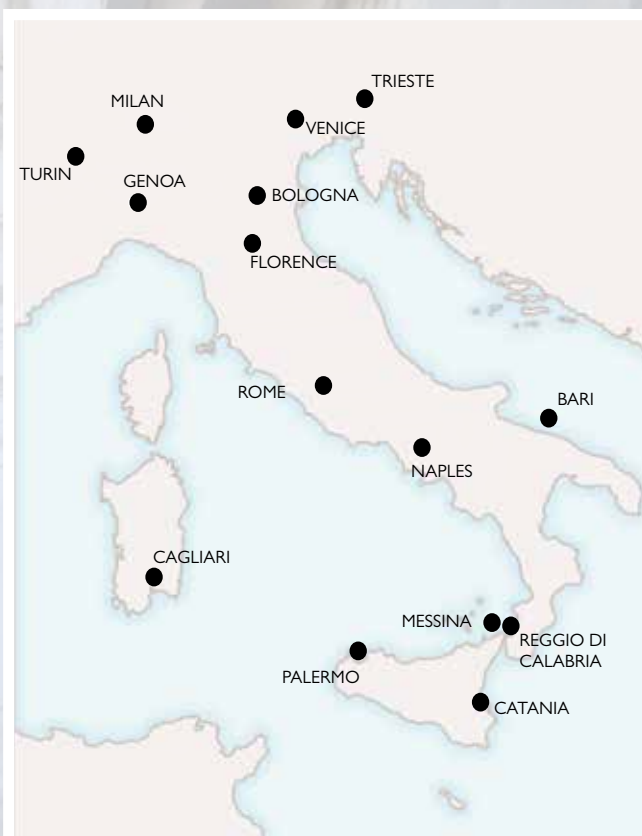 TRIESTE
MILAN
VENICE
TURIN
GENOA
BOLOGNA
FLORENCE
ROME
BARI
NAPLES
CAGLIARI
MESSINA
REGGIO DI
CALABRIA
PALERMO
CATANIA